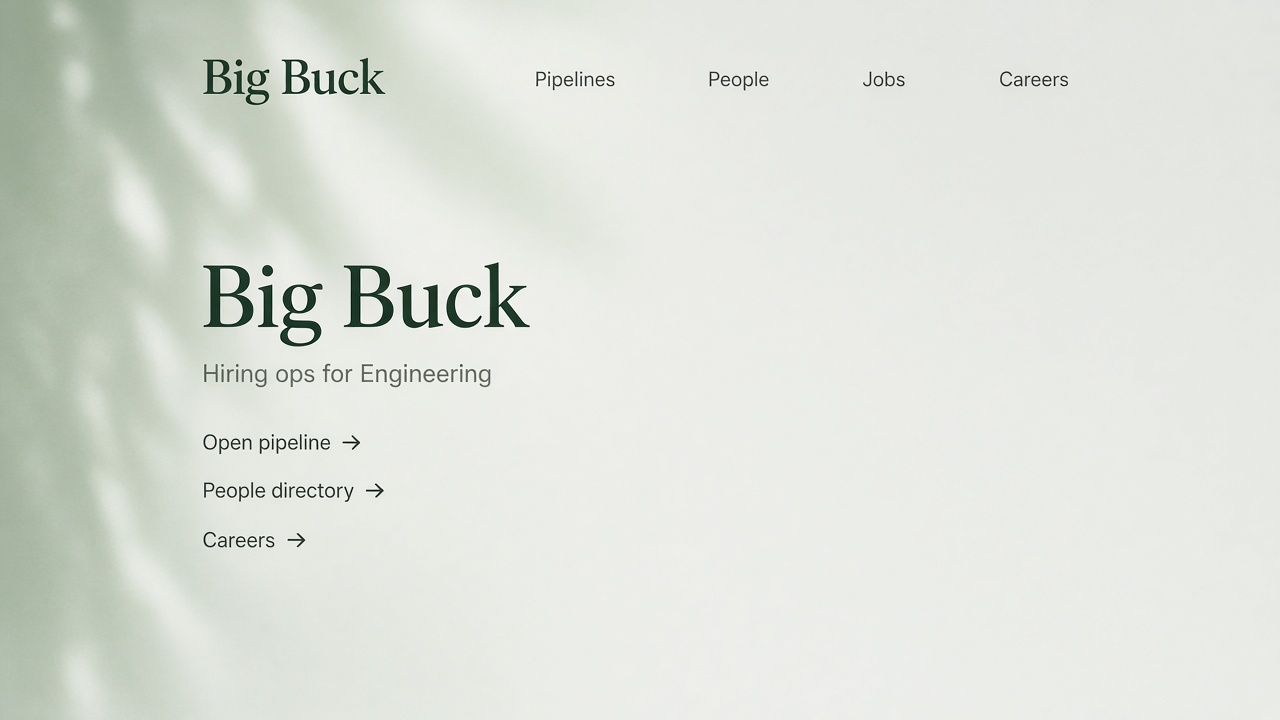 Big Buck
Pipelines
People
Jobs
Careers
Big Buck
Hiring ops for Engineering
Open pipeline →
People directory →
Careers →